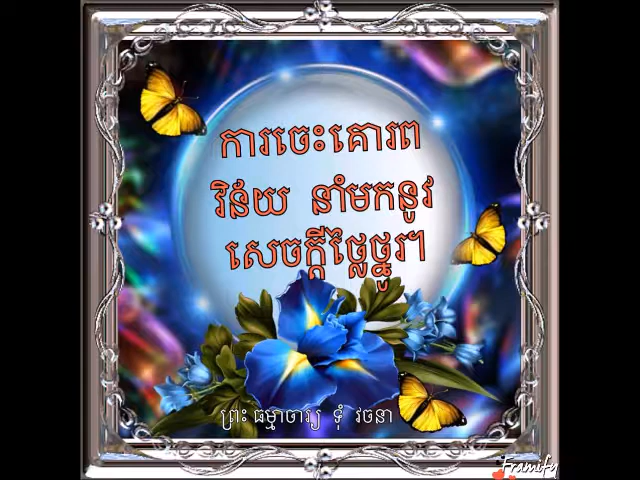 ការចេះគោរព
វិន័យ នាំមកនូវ
សេចក្តីថ្លៃថ្នូរ។
ព្រះ ធម្មាចារ្យ ទុំ វចនា
Framify